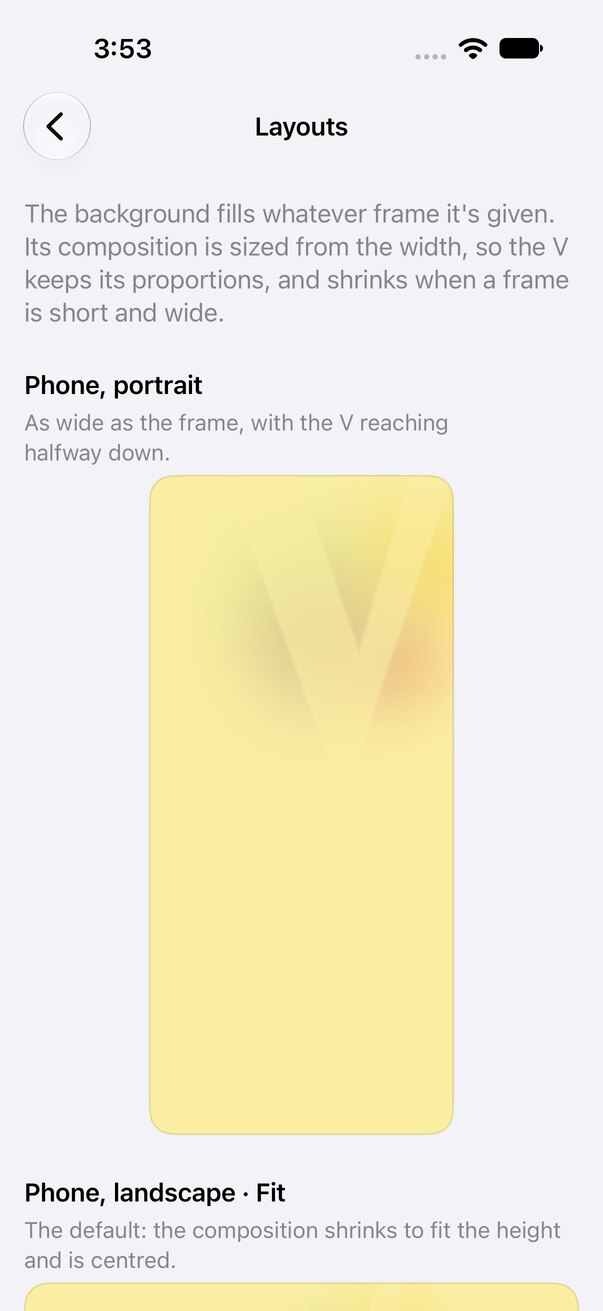 3:53
Layouts
The background fills whatever frame it's given.
Its composition is sized from the width, so the V
keeps its proportions, and shrinks when a frame
is short and wide.
Phone, portrait
As wide as the frame, with the V reaching
halfway down.
V
Phone, landscape · Fit
The default: the composition shrinks to fit the height
and is centred.